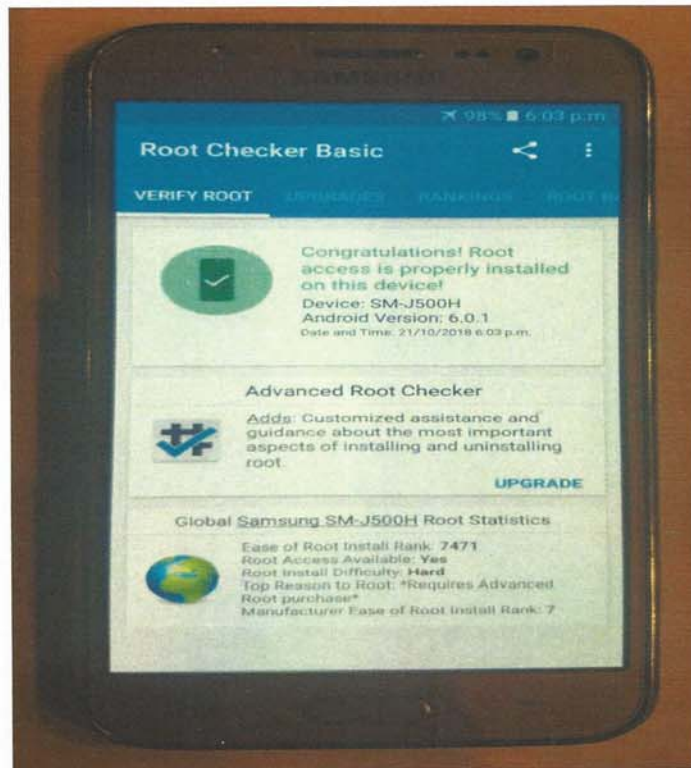 SAMSUNG
98% 6:03 p.m.
Root Checker Basic
VERIFY ROOT UPGRADES RANKINGS ROOT
Congratulations! Root
access is properly installed
on this device!
Device: SM-J500H
Android Version: 6.0.1
Date and Time: 21/10/2018 6:03 p.m.
Advanced Root Checker
Adds: Customized assistance and
guidance about the most important
aspects of installing and uninstalling
root.
UPGRADE
Global Samsung SM-J500H Root Statistics
Ease of Root Install Rank: 7471
Root Access Available: Yes
Root Install Difficulty: Hard
Top Reason to Root: *Requires Advanced
Root purchase*
Manufacturer Ease of Root Install Rank: 7